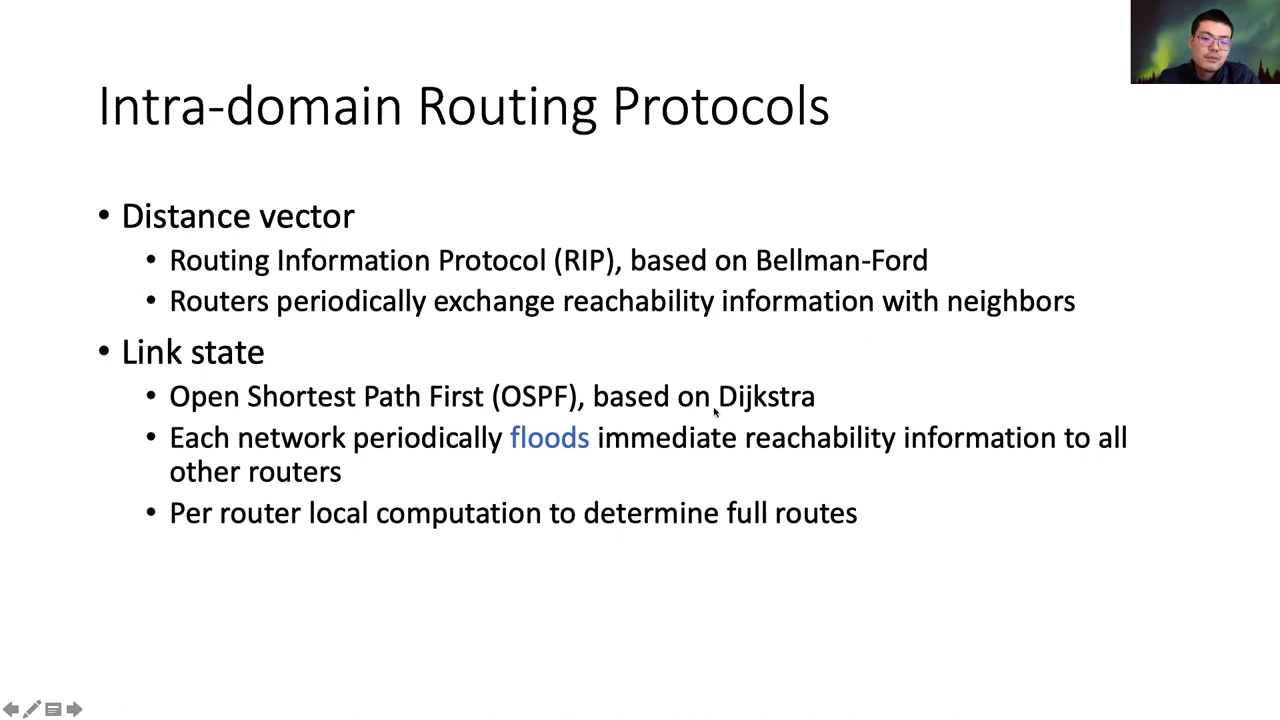 Intra-domain Routing Protocols
• Distance vector
• Routing Information Protocol (RIP), based on Bellman-Ford
• Routers periodically exchange reachability information with neighbors
• Link state
• Open Shortest Path First (OSPF), based on Dijkstra
• Each network periodically floods immediate reachability information to all
other routers
• Per router local computation to determine full routes